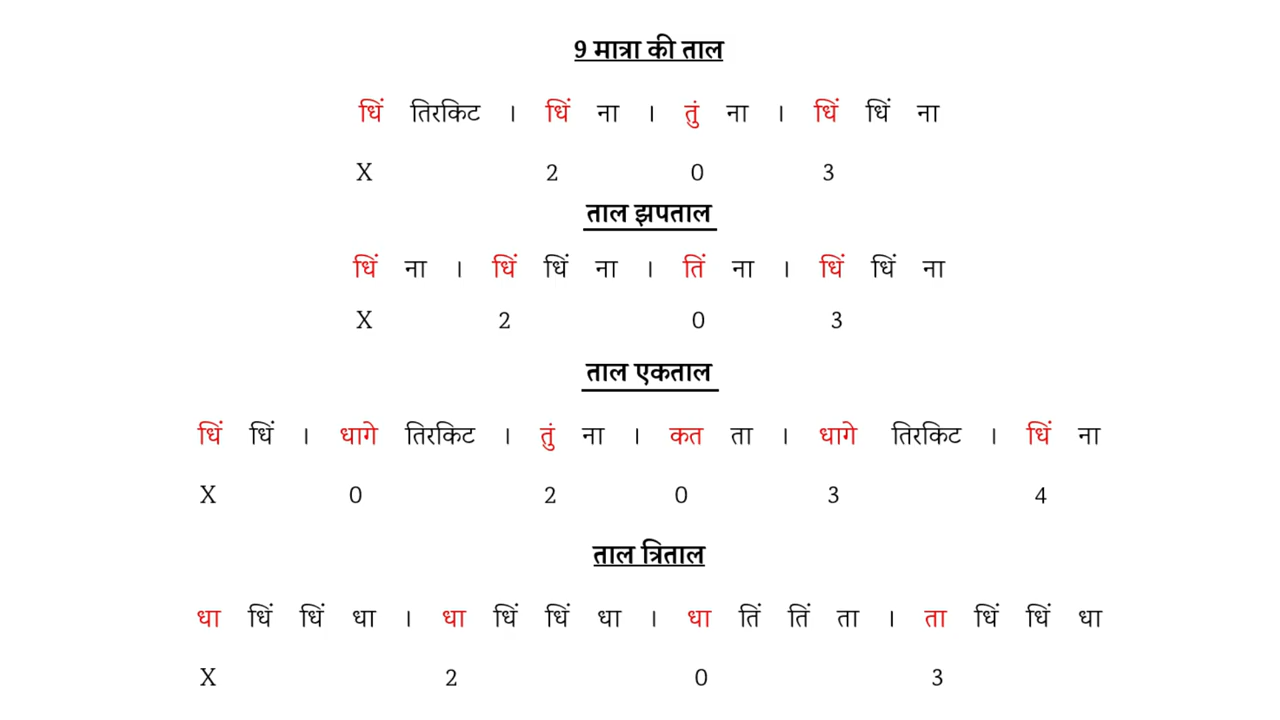 9 मात्रा की ताल
धिं तिरकिट । धिं ना । तुं ना । धिं धिं ना
X 2 0 3
ताल झपताल
धिं ना । धिं धिं ना । तिं ना । धिं धिं ना
X 2 0 3
ताल एकताल
धिं धिं । धागे तिरकिट । तुं ना । कत ता । धागे तिरकिट । धिं ना
X 0 2 0 3 4
ताल त्रिताल
धा धिं धिं धा । धा धिं धिं धा । धा तिं तिं ता । ता धिं धिं धा
X 2 0 3